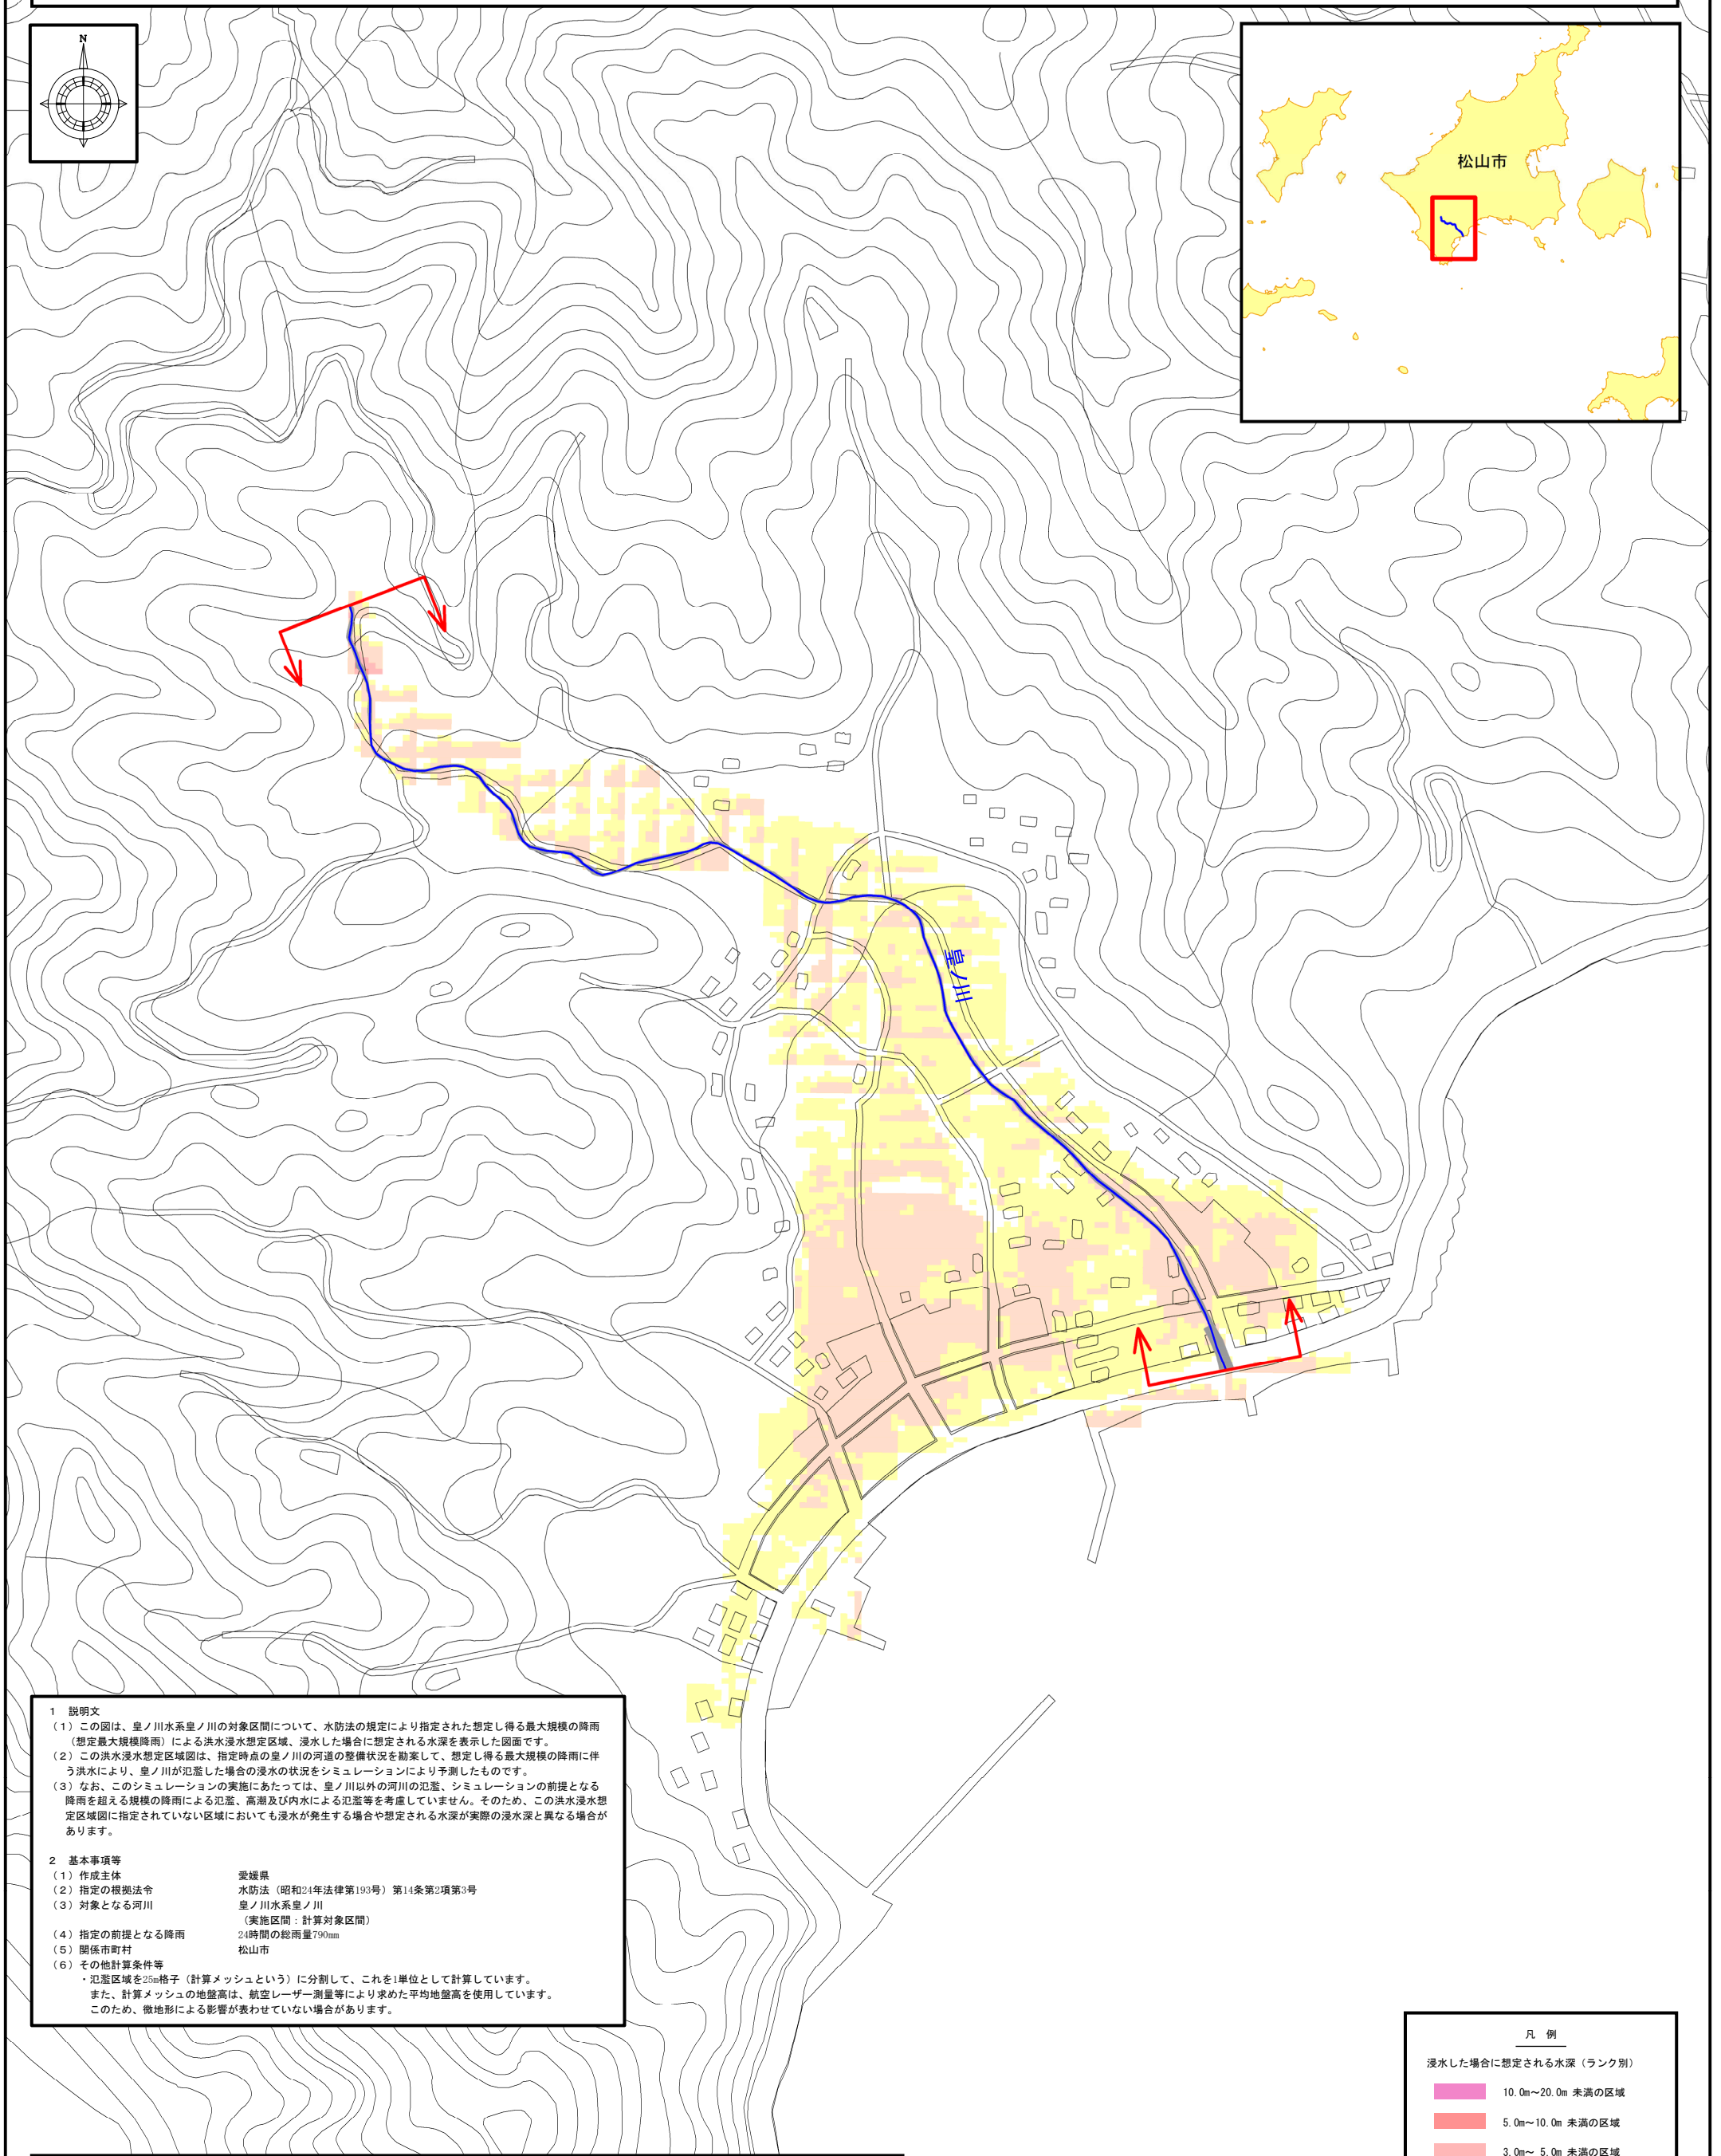 N
松山市
皇ノ川
1 説明文
(1) この図は、皇ノ川水系皇ノ川の対象区間について、水防法の規定により指定された想定し得る最大規模の降雨
(想定最大規模降雨)による洪水浸水想定区域、浸水した場合に想定される水深を表示した図面です。
(2) この洪水浸水想定区域図は、指定時点の皇ノ川の河道の整備状況を勘案して、想定し得る最大規模の降雨に伴
う洪水により、皇ノ川が氾濫した場合の浸水の状況をシミュレーションにより予測したものです。
(3) なお、このシミュレーションの実施にあたっては、皇ノ川以外の河川の氾濫、シミュレーションの前提となる
降雨を超える規模の降雨による氾濫、高潮及び内水による氾濫等を考慮していません。そのため、この洪水浸水想
定区域図に指定されていない区域においても浸水が発生する場合や想定される水深が実際の浸水深と異なる場合が
あります。
2 基本事項等
(1) 作成主体 愛媛県
(2) 指定の根拠法令 水防法(昭和24年法律第193号)第14条第2項第3号
(3) 対象となる河川 皇ノ川水系皇ノ川
(実施区間:計算対象区間)
(4) 指定の前提となる降雨 24時間の総雨量790mm
(5) 関係市町村 松山市
(6) その他計算条件等
・氾濫区域を25m格子(計算メッシュという)に分割して、これを1単位として計算しています。
また、計算メッシュの地盤高は、航空レーザー測量等により求めた平均地盤高を使用しています。
このため、微地形による影響が表わせていない場合があります。
凡 例
浸水した場合に想定される水深(ランク別)
10.0m~20.0m 未満の区域
5.0m~10.0m 未満の区域
3.0m~ 5.0m 未満の区域